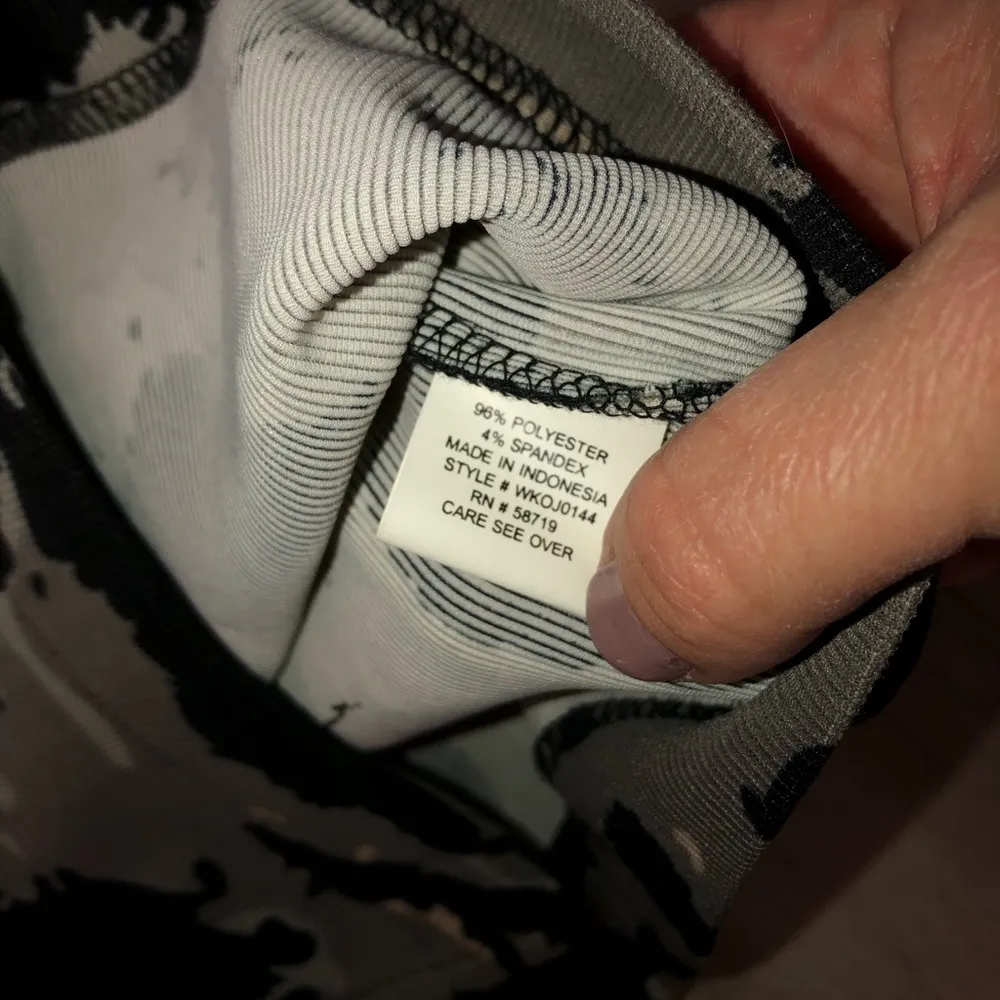 96% POLYESTER
4% SPANDEX
MADE IN INDONESIA
STYLE # WKOJ0144
RN # 58719
CARE SEE OVER